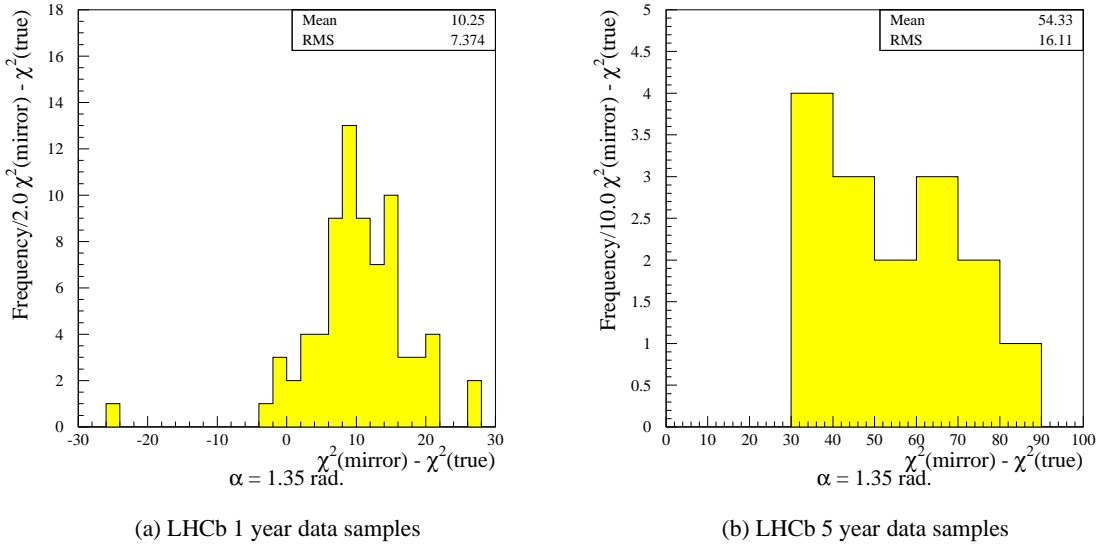 Mean 10.25
RMS 7.374
18
16
14
12
10
8
6
4
2
0
Frequency/2.0 χ²(mirror) - χ²(true)
-30 -20 -10 0 10 20 30
χ²(mirror) - χ²(true)
α = 1.35 rad.
(a) LHCb 1 year data samples
Mean 54.33
RMS 16.11
5
4.5
4
3.5
3
2.5
2
1.5
1
0.5
0
Frequency/10.0 χ²(mirror) - χ²(true)
0 10 20 30 40 50 60 70 80 90 100
χ²(mirror) - χ²(true)
α = 1.35 rad.
(b) LHCb 5 year data samples